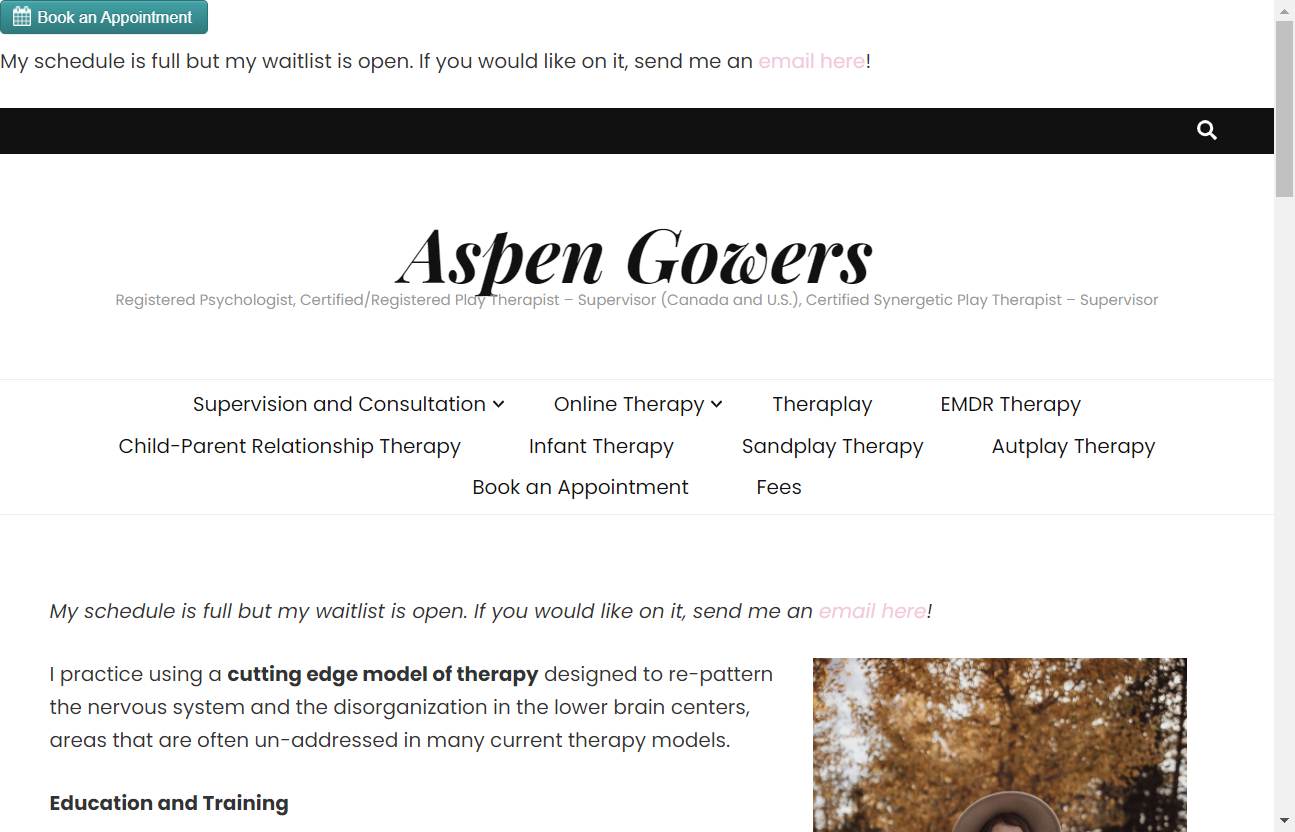 Book an Appointment
My schedule is full but my waitlist is open. If you would like on it, send me an email here!
Aspen Gowers
Registered Psychologist, Certified/Registered Play Therapist – Supervisor (Canada and U.S.), Certified Synergetic Play Therapist – Supervisor
Supervision and Consultation Online Therapy Theraplay EMDR Therapy
Child-Parent Relationship Therapy Infant Therapy Sandplay Therapy Autplay Therapy
Book an Appointment Fees
My schedule is full but my waitlist is open. If you would like on it, send me an email here!
I practice using a cutting edge model of therapy designed to re-pattern
the nervous system and the disorganization in the lower brain centers,
areas that are often un-addressed in many current therapy models.
Education and Training